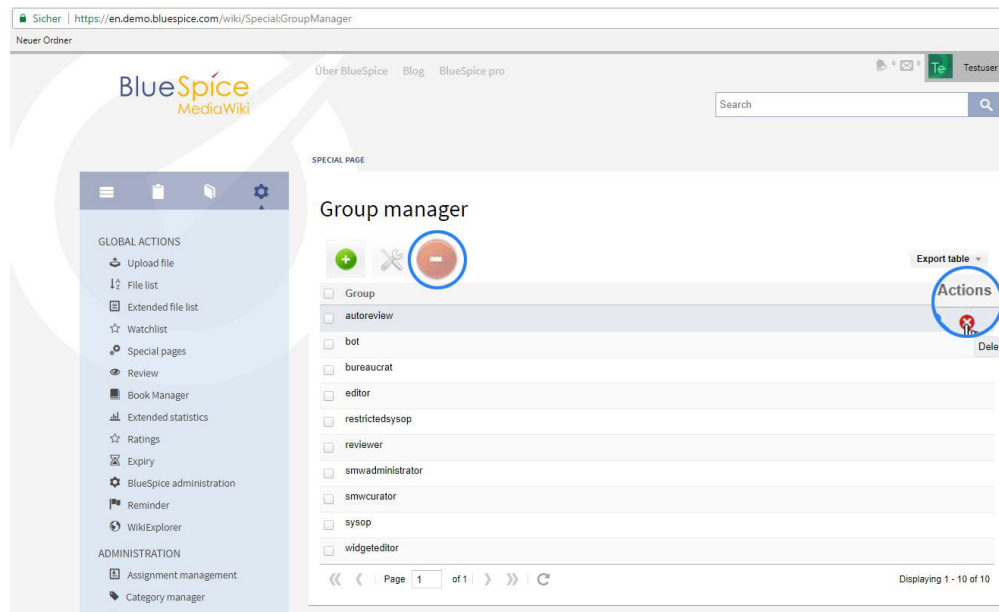 Sicher | https://en.demo.bluespice.com/wiki/Special:GroupManager
Neuer Ordner
BlueSpice
MediaWiki
Über BlueSpice Blog BlueSpice pro
Te Testuser
Search
SPECIAL PAGE
Group manager
GLOBAL ACTIONS
Upload file
File list
Extended file list
Watchlist
Special pages
Review
Book Manager
Extended statistics
Ratings
Expiry
BlueSpice administration
Reminder
WikiExplorer
ADMINISTRATION
Assignment management
Category manager
Export table
Group
Actions
autoreview
Dele
bot
bureaucrat
editor
restrictedsysop
reviewer
smwadministrator
smwcurator
sysop
widgeteditor
Page 1 of 1
Displaying 1 - 10 of 10